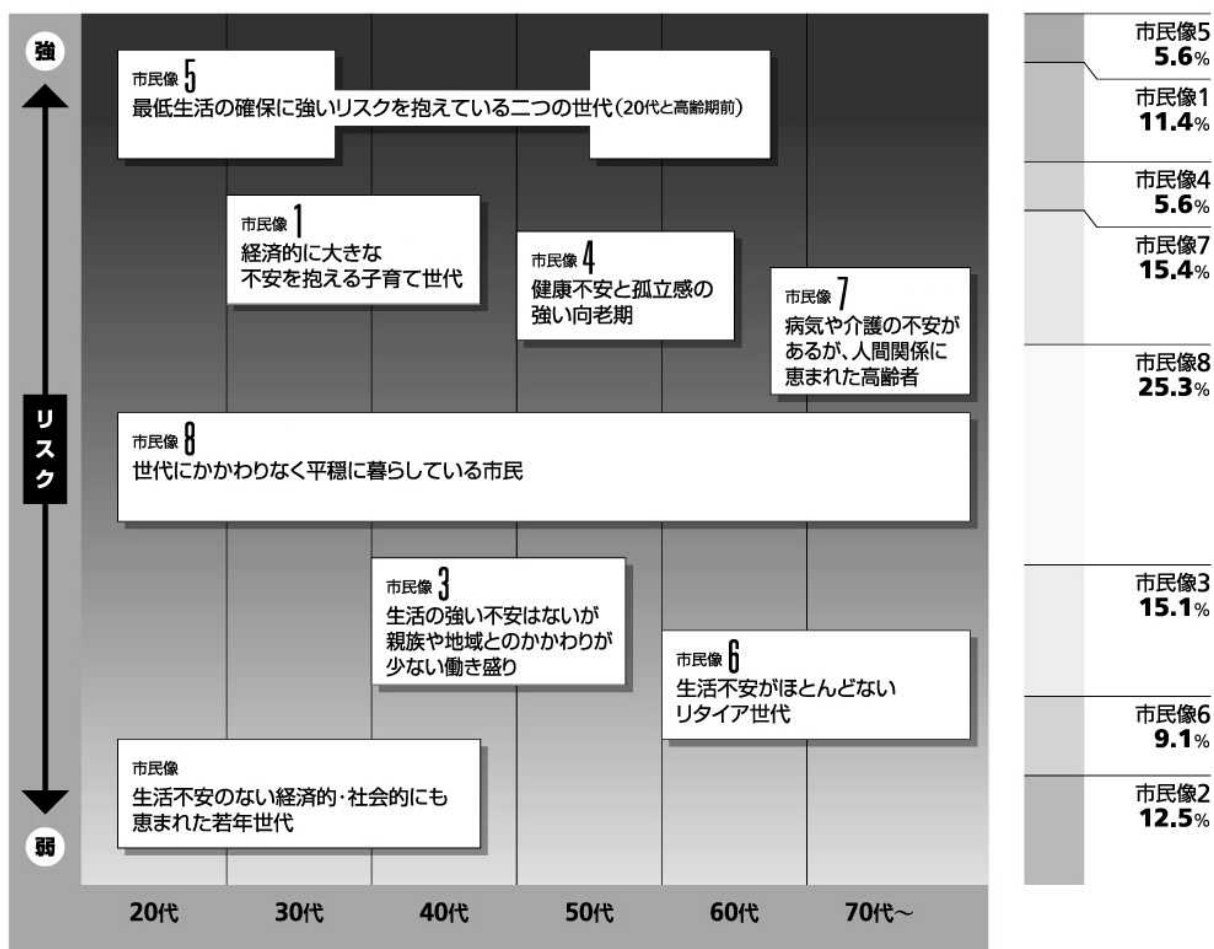 強
リスク
弱
市民像5
最低生活の確保に強いリスクを抱えている二つの世代(20代と高齢期前)
市民像1
経済的に大きな
不安を抱える子育て世代
市民像4
健康不安と孤立感の
強い向老期
市民像7
病気や介護の不安が
あるが、人間関係に
恵まれた高齢者
市民像8
世代にかかわりなく平穏に暮らしている市民
市民像3
生活の強い不安はないが
親族や地域とのかかわりが
少ない働き盛り
市民像6
生活不安がほとんどない
リタイア世代
市民像
生活不安のない経済的・社会的にも
恵まれた若年世代
20代
30代
40代
50代
60代
70代〜
市民像5
5.6%
市民像1
11.4%
市民像4
5.6%
市民像7
15.4%
市民像8
25.3%
市民像3
15.1%
市民像6
9.1%
市民像2
12.5%